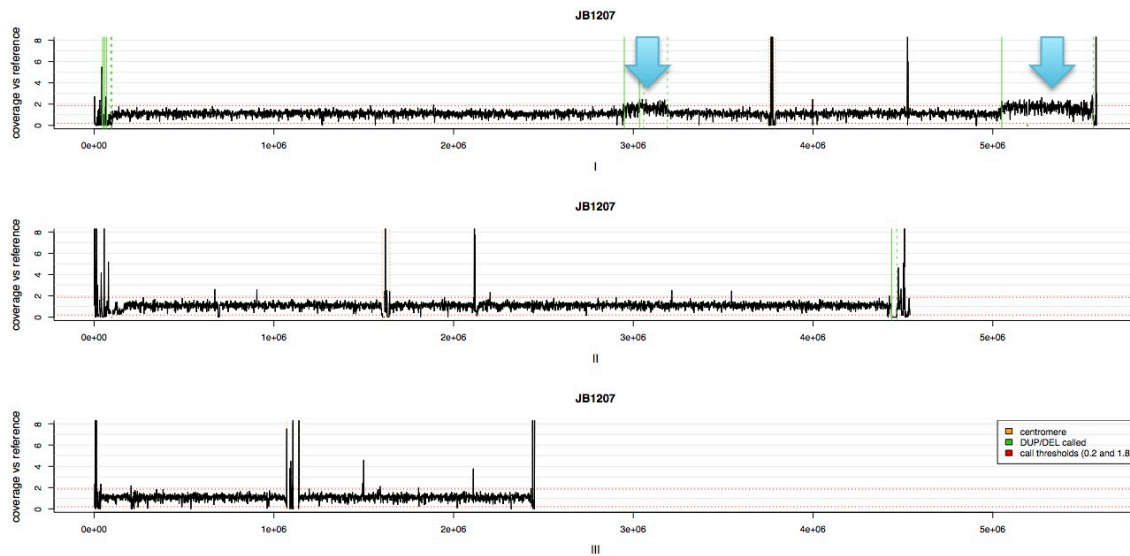 JB1207
coverage vs reference
8
6
4
2
0
0e+00 1e+06 2e+06 3e+06 4e+06 5e+06
I
JB1207
coverage vs reference
8
6
4
2
0
0e+00 1e+06 2e+06 3e+06 4e+06 5e+06
II
JB1207
coverage vs reference
8
6
4
2
0
centromere
DUP/DEL called
call thresholds (0.2 and 1.8
0e+00 1e+06 2e+06 3e+06 4e+06 5e+06
III